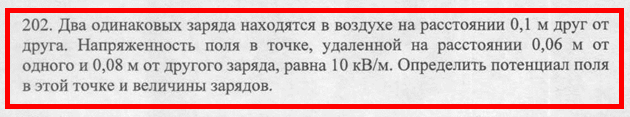 202. Два одинаковых заряда находятся в воздухе на расстоянии 0,1 м друг от
друга. Напряженность поля в точке, удаленной на расстоянии 0,06 м от
одного и 0,08 м от другого заряда, равна 10 кВ/м. Определить потенциал поля
в этой точке и величины зарядов.